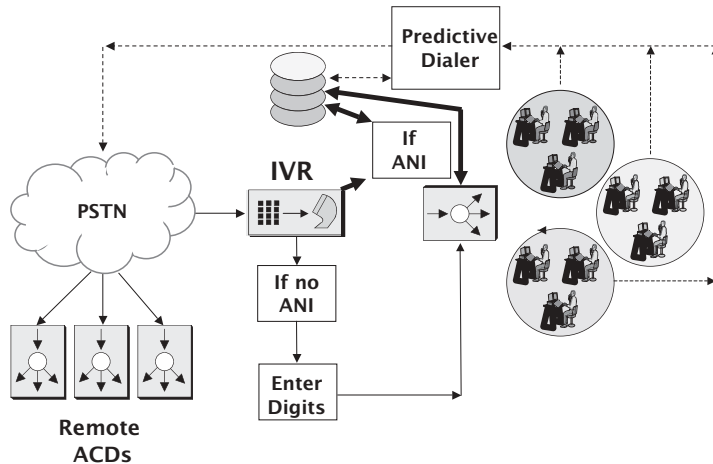 Predictive
Dialer
If
ANI
IVR
PSTN
If no
ANI
Enter
Digits
Remote
ACDs